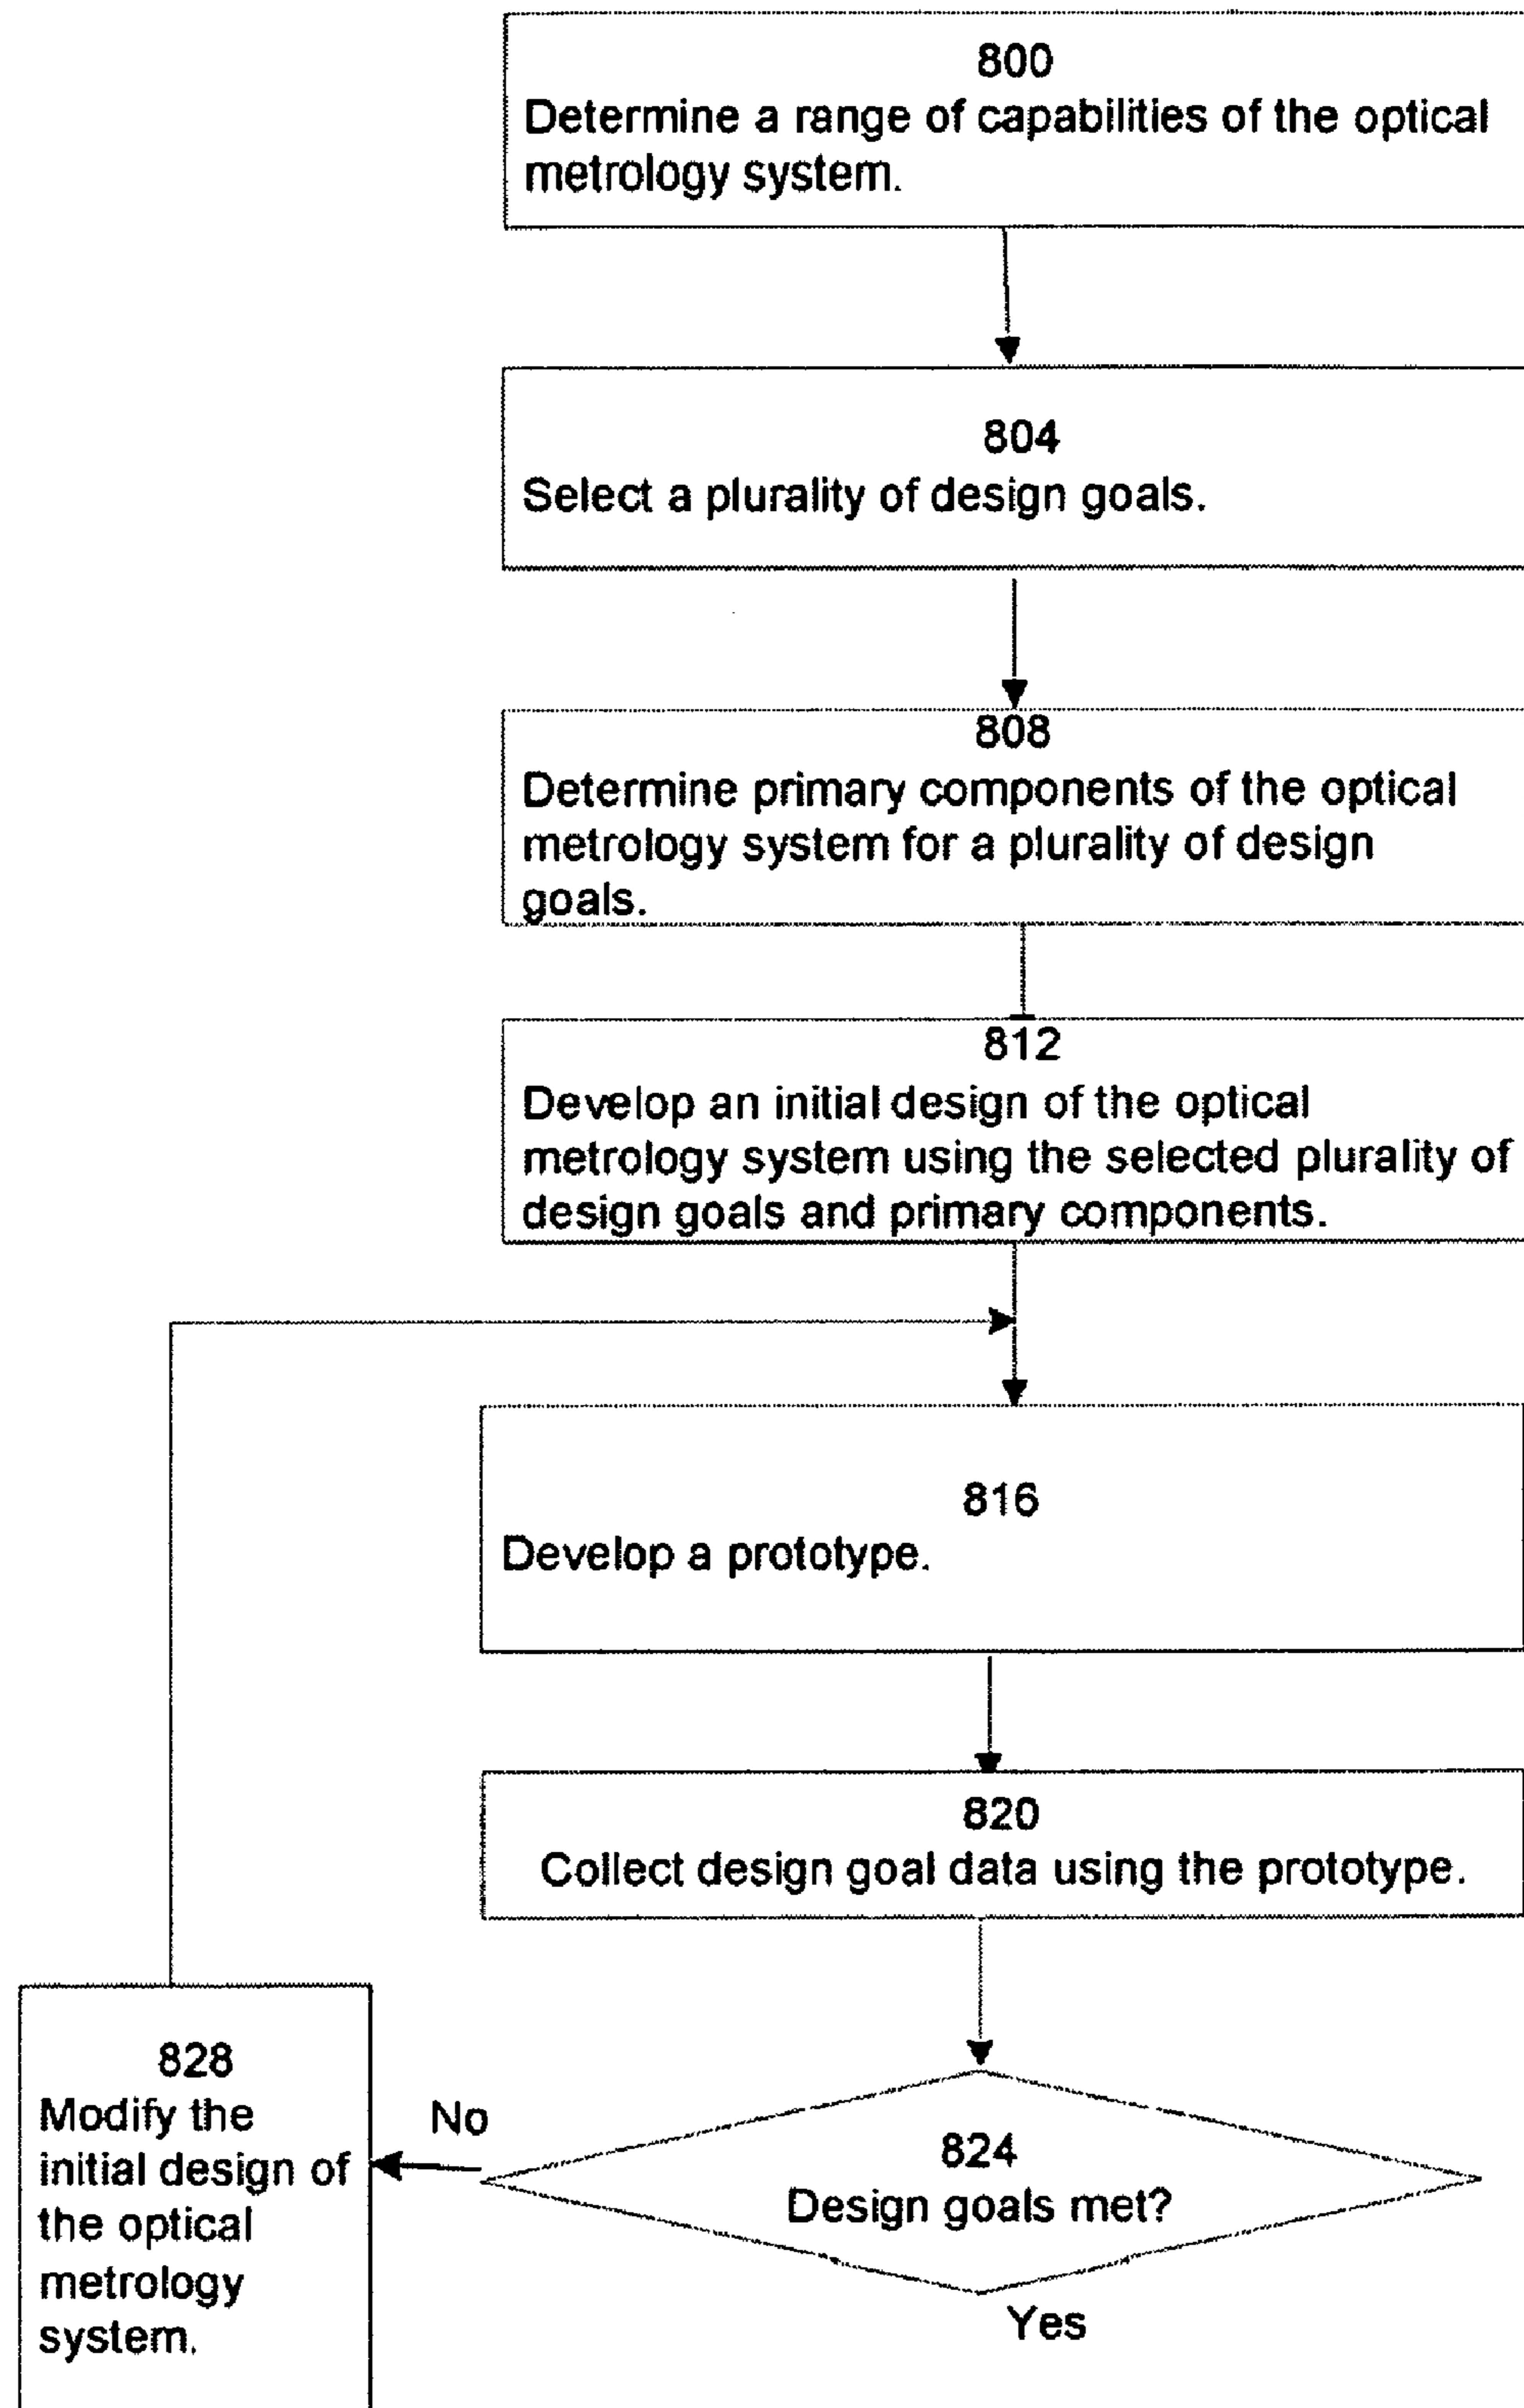 800
Determine a range of capabilities of the optical
metrology system.
804
Select a plurality of design goals.
808
Determine primary components of the optical
metrology system for a plurality of design
goals.
812
Develop an initial design of the optical
metrology system using the selected plurality of
design goals and primary components.
816
Develop a prototype.
820
Collect design goal data using the prototype.
824
Design goals met?
No
Yes
828
Modify the
initial design of
the optical
metrology
system.